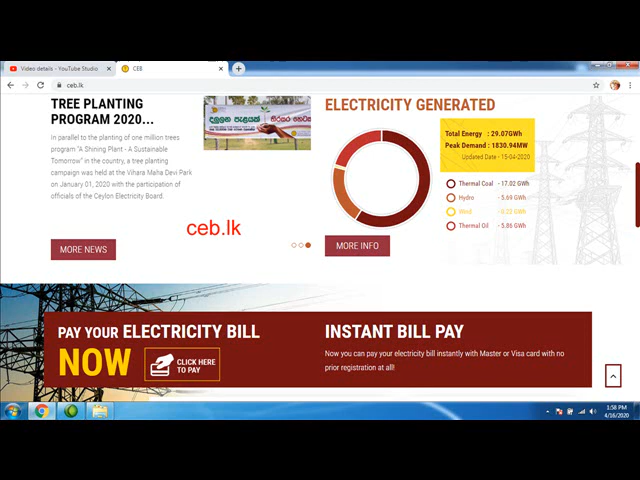 Video details - YouTube Studio
CEB
ceb.lk
TREE PLANTING
PROGRAM 2020...
in parallel to the planting of one million trees
program "A Shining Plant - A Sustainable
Tomorrow" in the country, a tree planting
campaign was held at the Vihara Maha Devi Park
on January 01, 2020 with the participation of
officials of the Ceylon Electricity Board.
MORE NEWS
ceb.lk
ELECTRICITY GENERATED
Total Energy : 29.07GWh
Peak Demand : 1830.94MW
Updated Date - 15-04-2020
Thermal Coal - 17.02 GWh
Hydro - 5.69 GWh
Wind - 0.23 GWh
Thermal Oil - 5.86 GWh
MORE INFO
PAY YOUR ELECTRICITY BILL
NOW
CLICK HERE
TO PAY
INSTANT BILL PAY
Now you can pay your electricity bill instantly with Master or Visa card with no
prior registration at all!
1:58 PM
4/16/2020